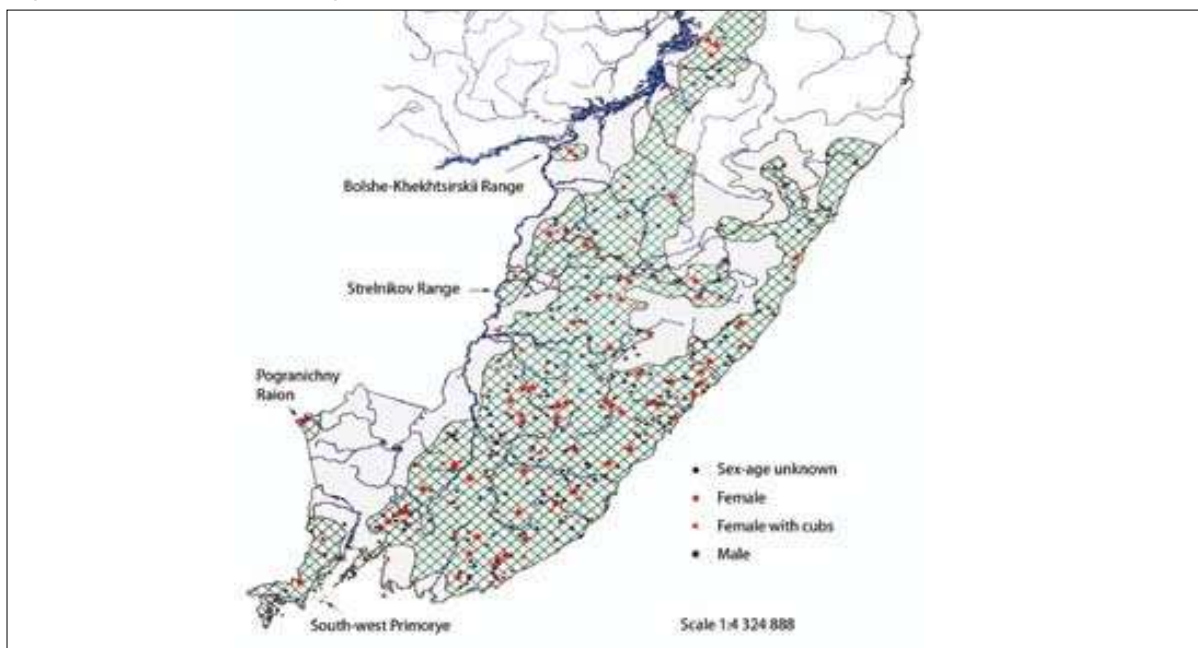 Bolshe-Khekhtsirskii Range
Strelnikov Range
Pogranichny
Raion
Sex-age unknown
Female
Female with cubs
Male
South-west Primorye
Scale 1:4 324 888